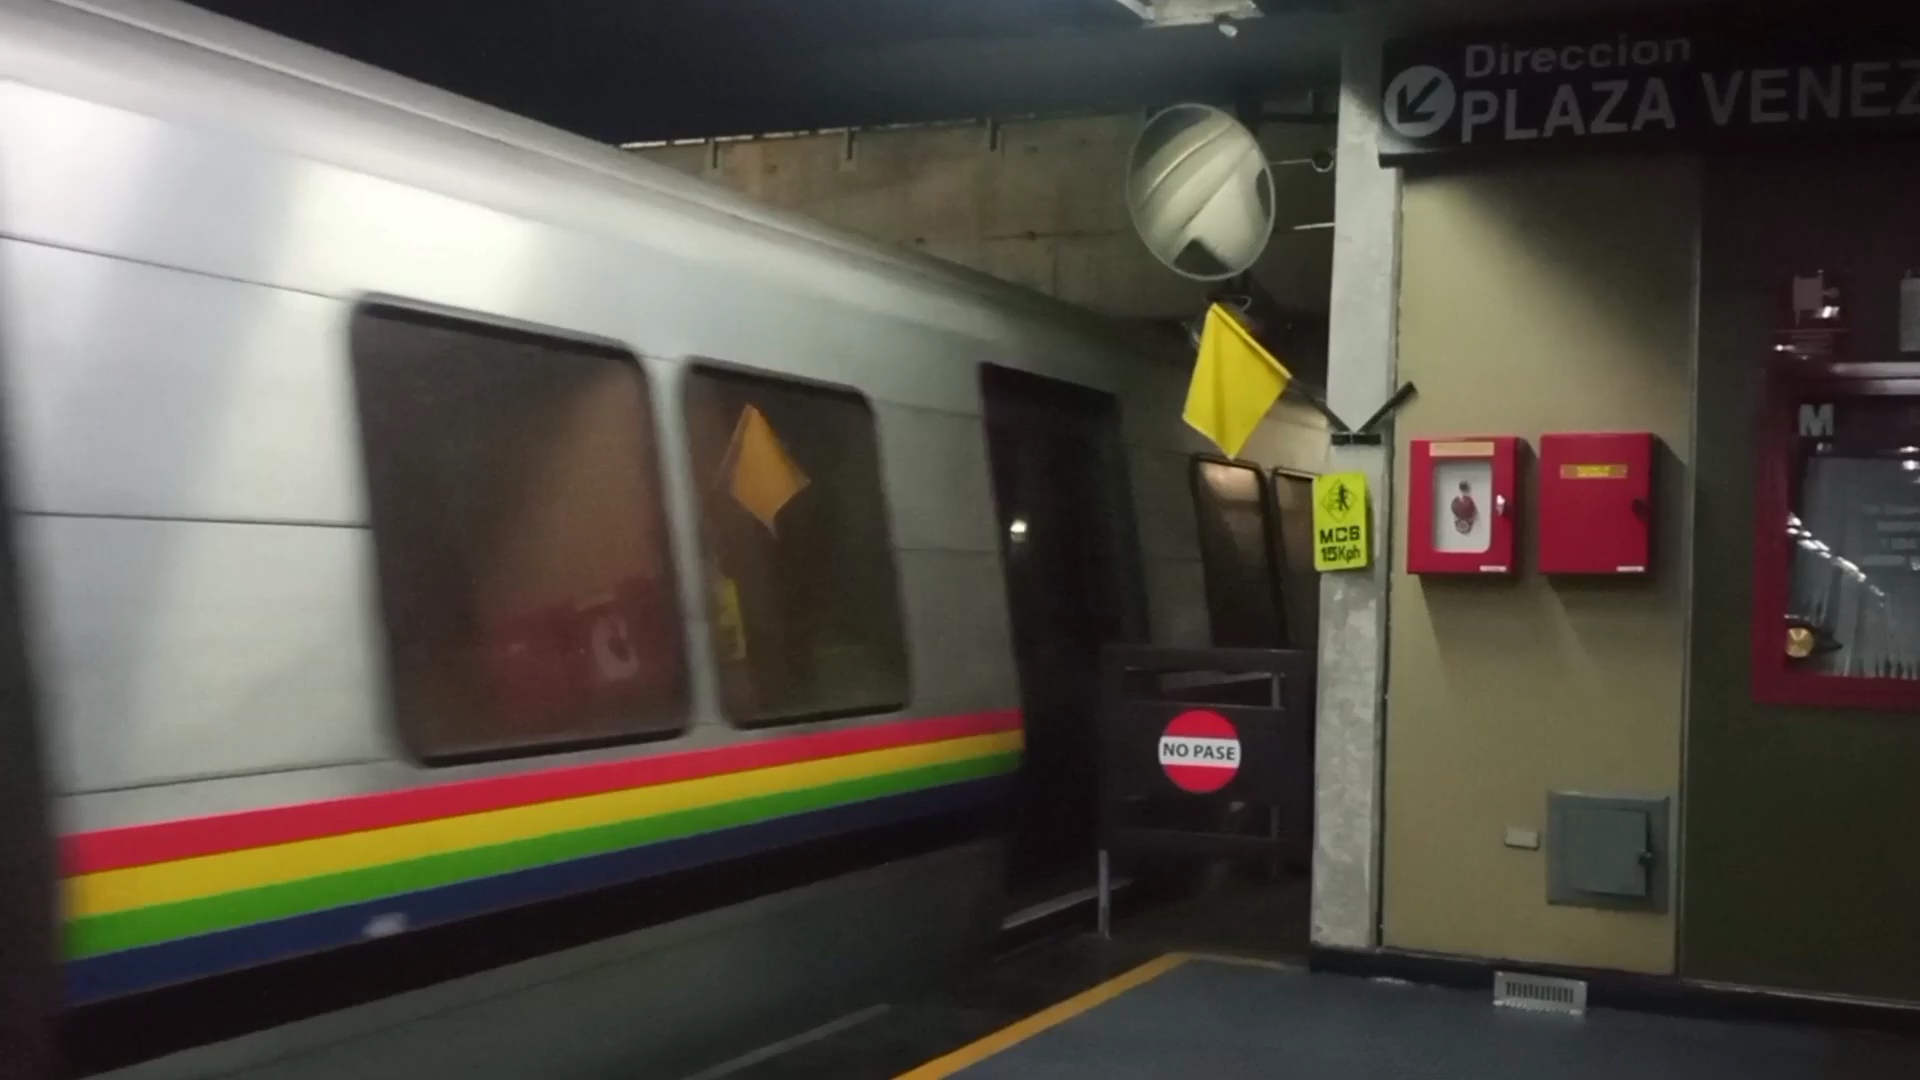 Direccion
PLAZA VENEZ
MCS
15Kph
M
NO PASE